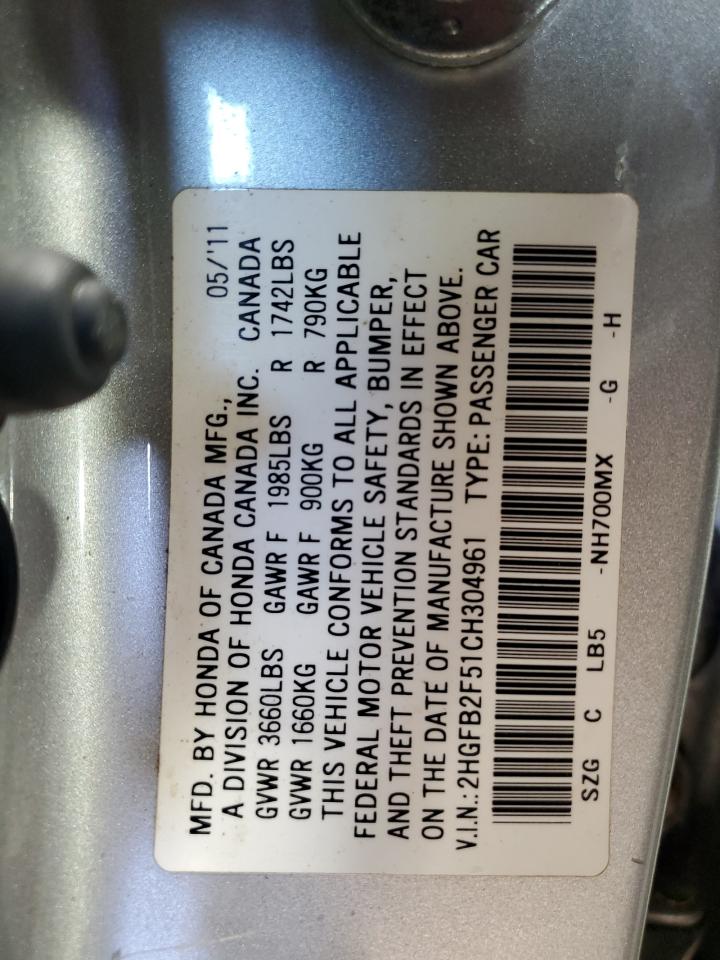 MFD. BY HONDA OF CANADA MFG., 05/'11
A DIVISION OF HONDA CANADA INC. CANADA
GVWR 3660LBS GAWR F 1985LBS R 1742LBS
GVWR 1660KG GAWR F 900KG R 790KG
THIS VEHICLE CONFORMS TO ALL APPLICABLE
FEDERAL MOTOR VEHICLE SAFETY, BUMPER,
AND THEFT PREVENTION STANDARDS IN EFFECT
ON THE DATE OF MANUFACTURE SHOWN ABOVE.
V.I.N.: 2HGFB2F51CH304961 TYPE: PASSENGER CAR
SZG C LB5 -NH700MX -G -H